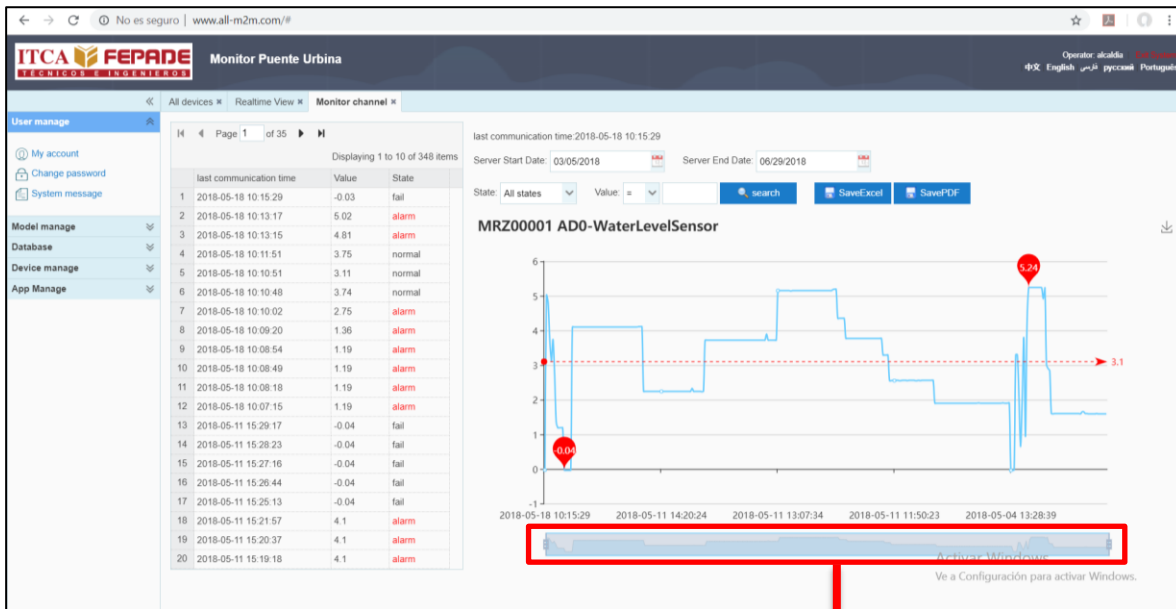 No es seguro | www.all-m2m.com/#
ITCA FEPADE
TÉCNICOS E INGENIEROS
Monitor Puente Urbina
Operator: alcaldia
中文 English فارسی русский Português
All devices × Realtime View × Monitor channel ×
User manage
My account
Change password
System message
Model manage
Database
Device manage
App Manage
Page 1 of 35
Displaying 1 to 10 of 348 items
last communication time Value State
1 2018-05-18 10:15:29 -0.03 fail
2 2018-05-18 10:13:17 5.02 alarm
3 2018-05-18 10:13:15 4.81 alarm
4 2018-05-18 10:11:51 3.75 normal
5 2018-05-18 10:10:51 3.11 normal
6 2018-05-18 10:10:48 3.74 normal
7 2018-05-18 10:10:02 2.75 alarm
8 2018-05-18 10:09:20 1.36 alarm
9 2018-05-18 10:08:54 1.19 alarm
10 2018-05-18 10:08:49 1.19 alarm
11 2018-05-18 10:08:18 1.19 alarm
12 2018-05-18 10:07:15 1.19 alarm
13 2018-05-11 15:29:17 -0.04 fail
14 2018-05-11 15:28:23 -0.04 fail
15 2018-05-11 15:27:16 -0.04 fail
16 2018-05-11 15:26:44 -0.04 fail
17 2018-05-11 15:25:13 -0.04 fail
18 2018-05-11 15:21:57 4.1 alarm
19 2018-05-11 15:20:37 4.1 alarm
20 2018-05-11 15:19:18 4.1 alarm
last communication time:2018-05-18 10:15:29
Server Start Date: 03/05/2018 Server End Date: 06/29/2018
State: All states Value: = search SaveExcel SavePDF
MRZ00001 AD0-WaterLevelSensor
6
5.24
5
4
3
3.1
2
1
-0.04
0
-1
2018-05-18 10:15:29 2018-05-11 14:20:24 2018-05-11 13:07:34 2018-05-11 11:50:23 2018-05-04 13:28:39
Activar Windows
Ve a Configuración para activar Windows.